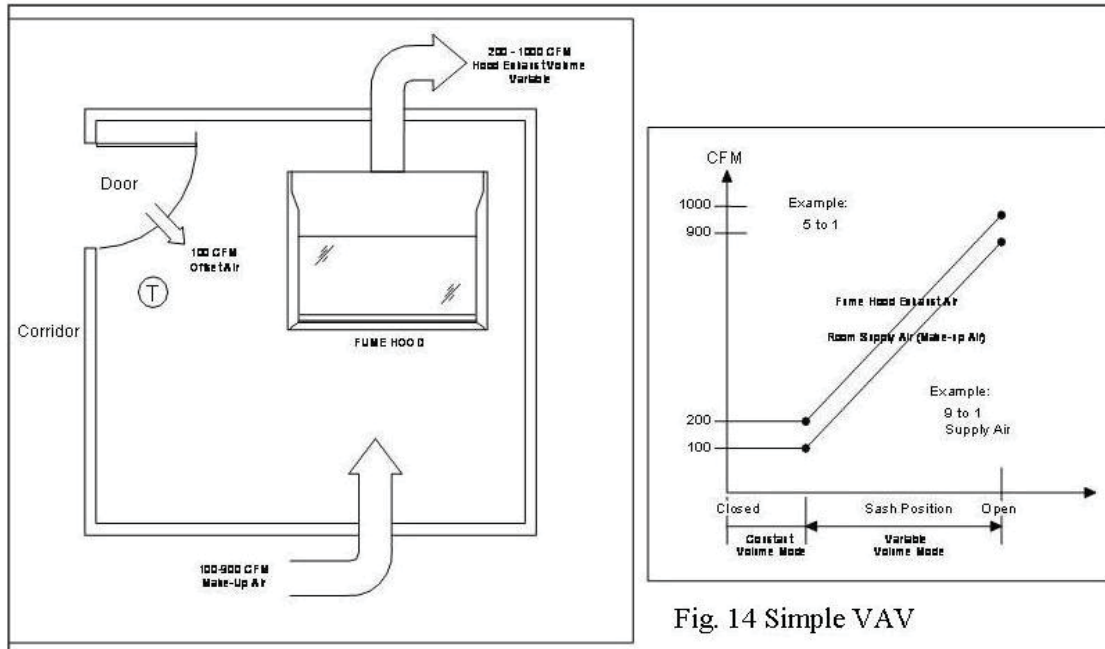 200 - 1000 CFM
Hood Exhaust Volume
Variable
Door
100 CFM
Offset Air
T
Corridor
FUME HOOD
100-900 CFM
Make-Up Air
CFM
1000
900
Example:
5 to 1
Fume Hood Exhaust Air
Room Supply Air (Make-up Air)
Example:
9 to 1
Supply Air
200
100
Closed
Sash Position
Open
Constant
Volume Mode
Variable
Volume Mode
Fig. 14 Simple VAV